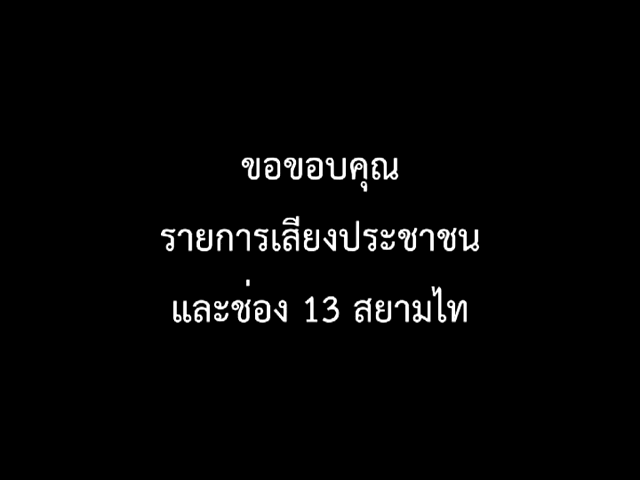 ขอขอบคุณ
รายการเสียงประชาชน
และช่อง 13 สยามไท